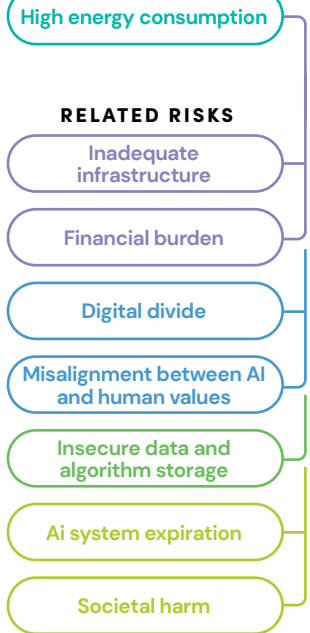 High energy consumption
RELATED RISKS
Inadequate
infrastructure
Financial burden
Digital divide
Misalignment between AI
and human values
Insecure data and
algorithm storage
Ai system expiration
Societal harm